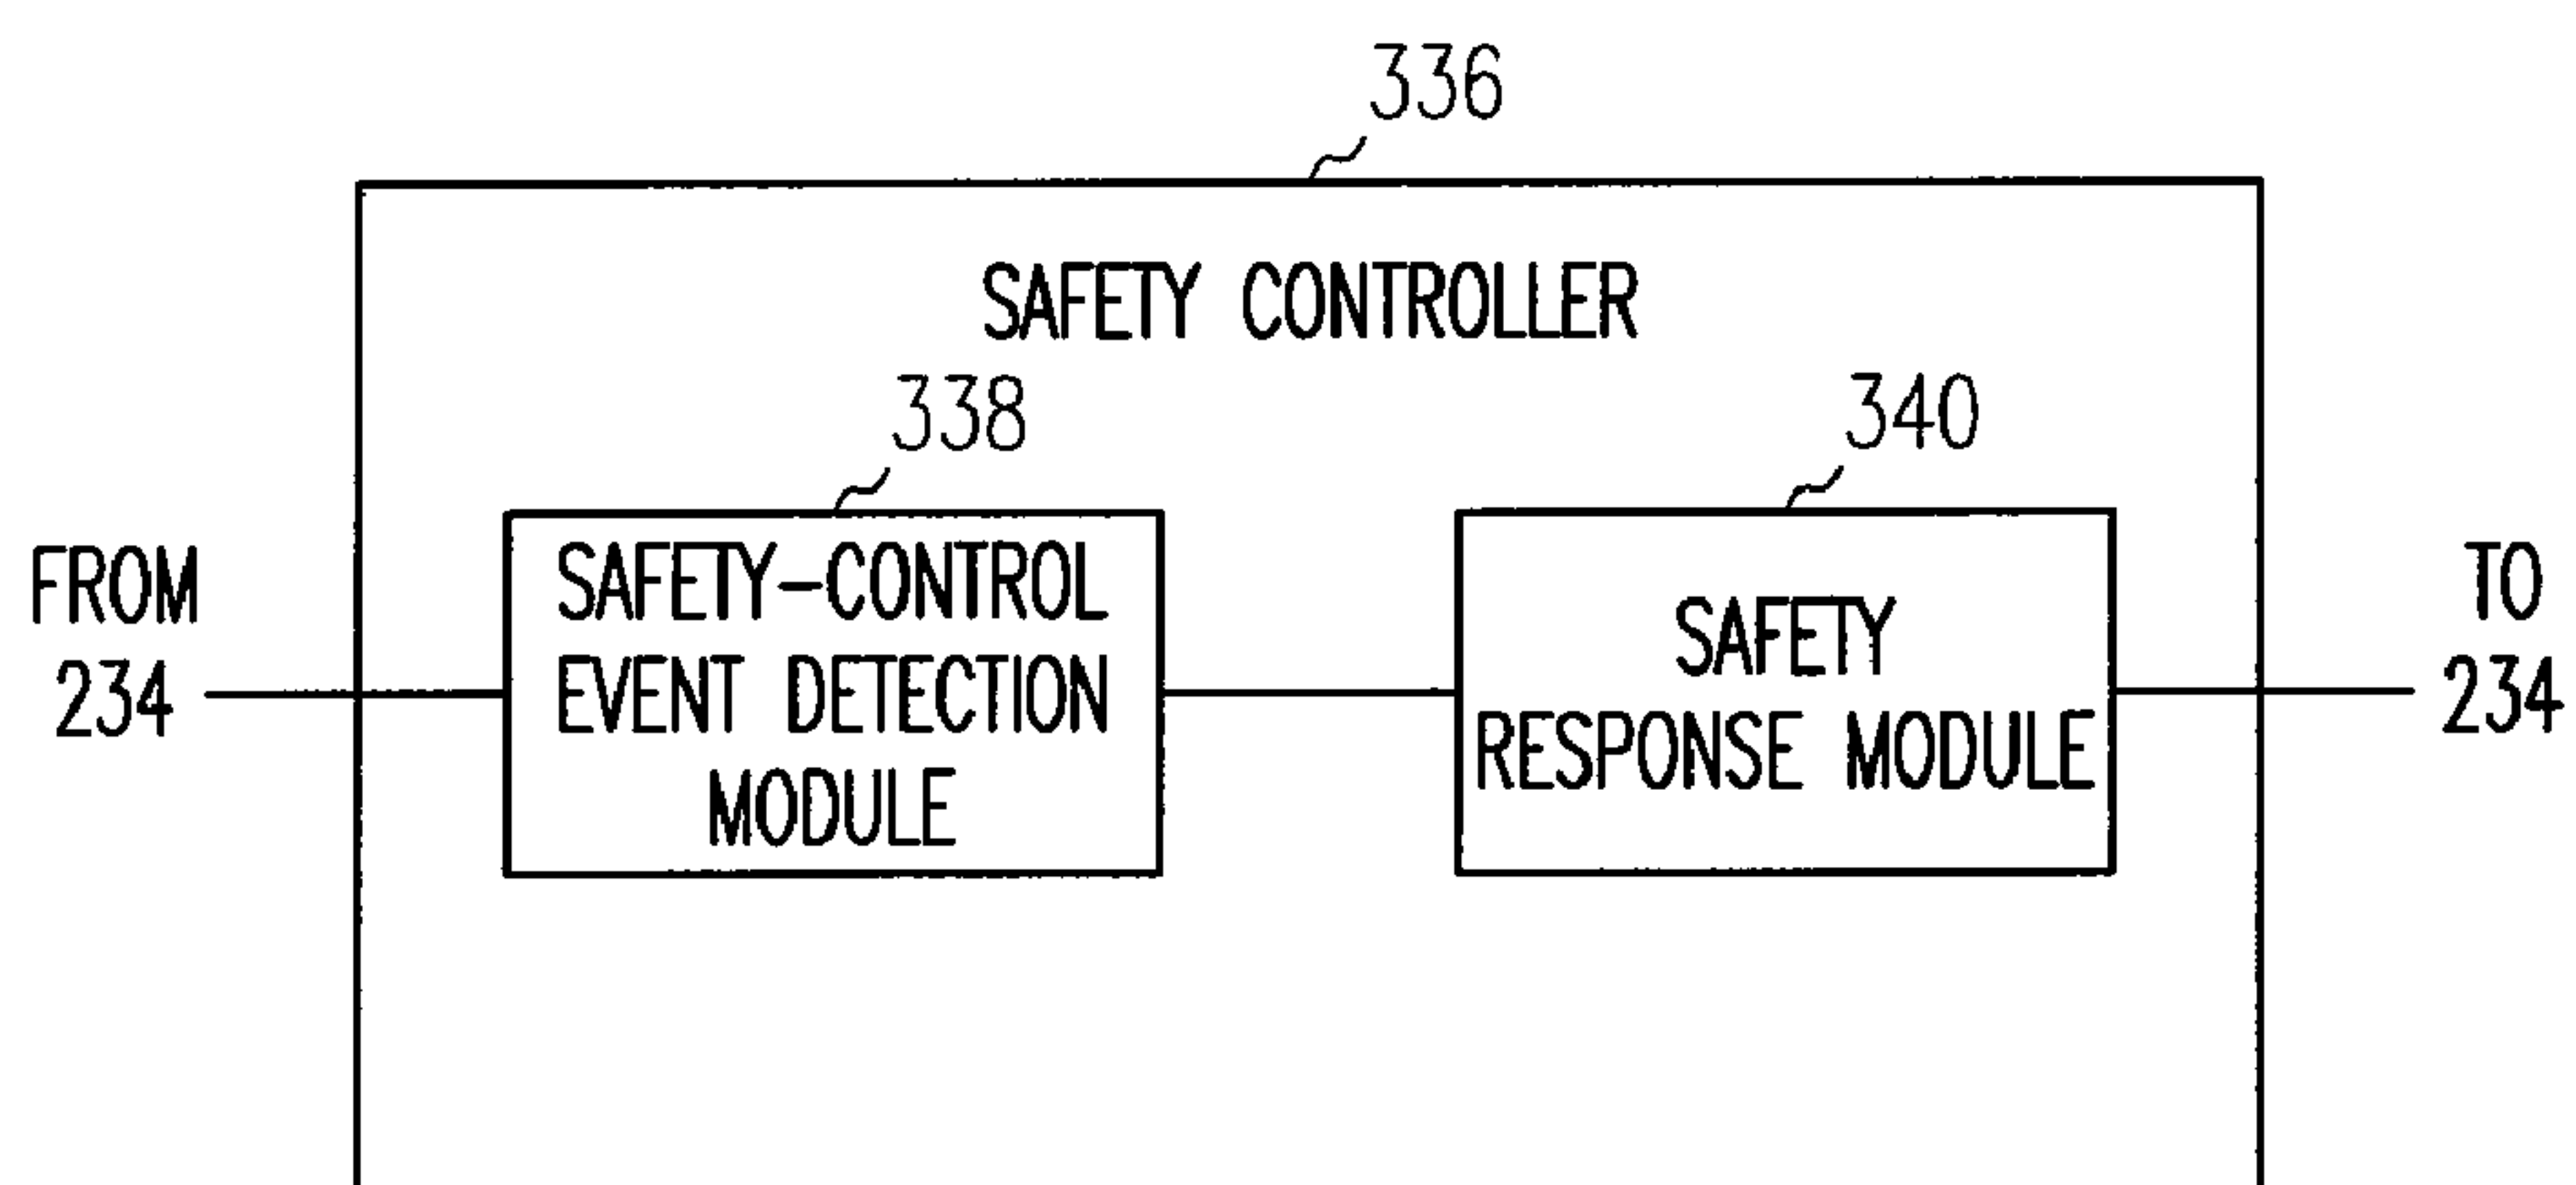 336
SAFETY CONTROLLER
338
340
FROM
234
SAFETY-CONTROL
EVENT DETECTION
MODULE
SAFETY
RESPONSE MODULE
TO
234